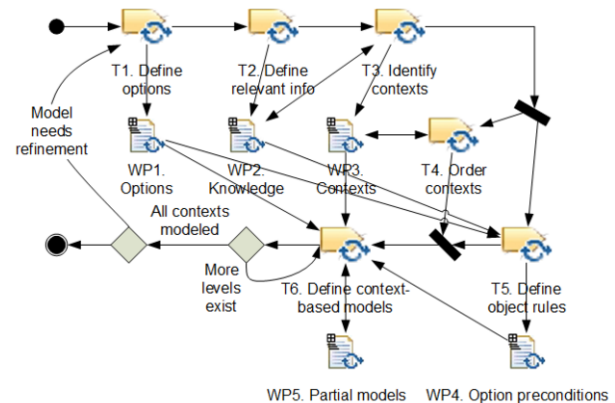 T1. Define
options
T2. Define
relevant info
T3. Identify
contexts
Model
needs
refinement
WP1.
Options
WP2.
Knowledge
WP3.
Contexts
T4. Order
contexts
All contexts
modeled
More
levels
exist
T6. Define context-
based models
T5. Define
object rules
WP5. Partial models
WP4. Option preconditions